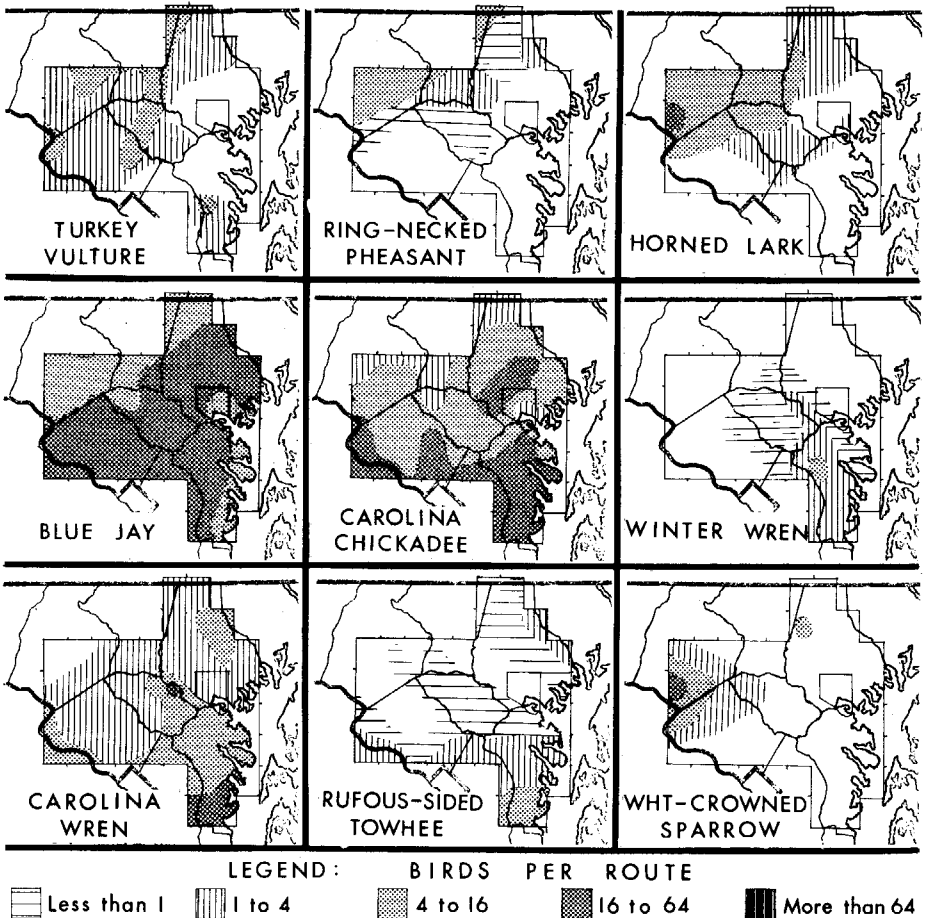 TURKEY
VULTURE
RING-NECKED
PHEASANT
HORNED LARK
BLUE JAY
CAROLINA
CHICKADEE
WINTER WREN
CAROLINA
WREN
RUFOUS-SIDED
TOWHEE
WHT-CROWNED
SPARROW
LEGEND: BIRDS PER ROUTE
Less than 1 1 to 4 4 to 16 16 to 64 More than 64